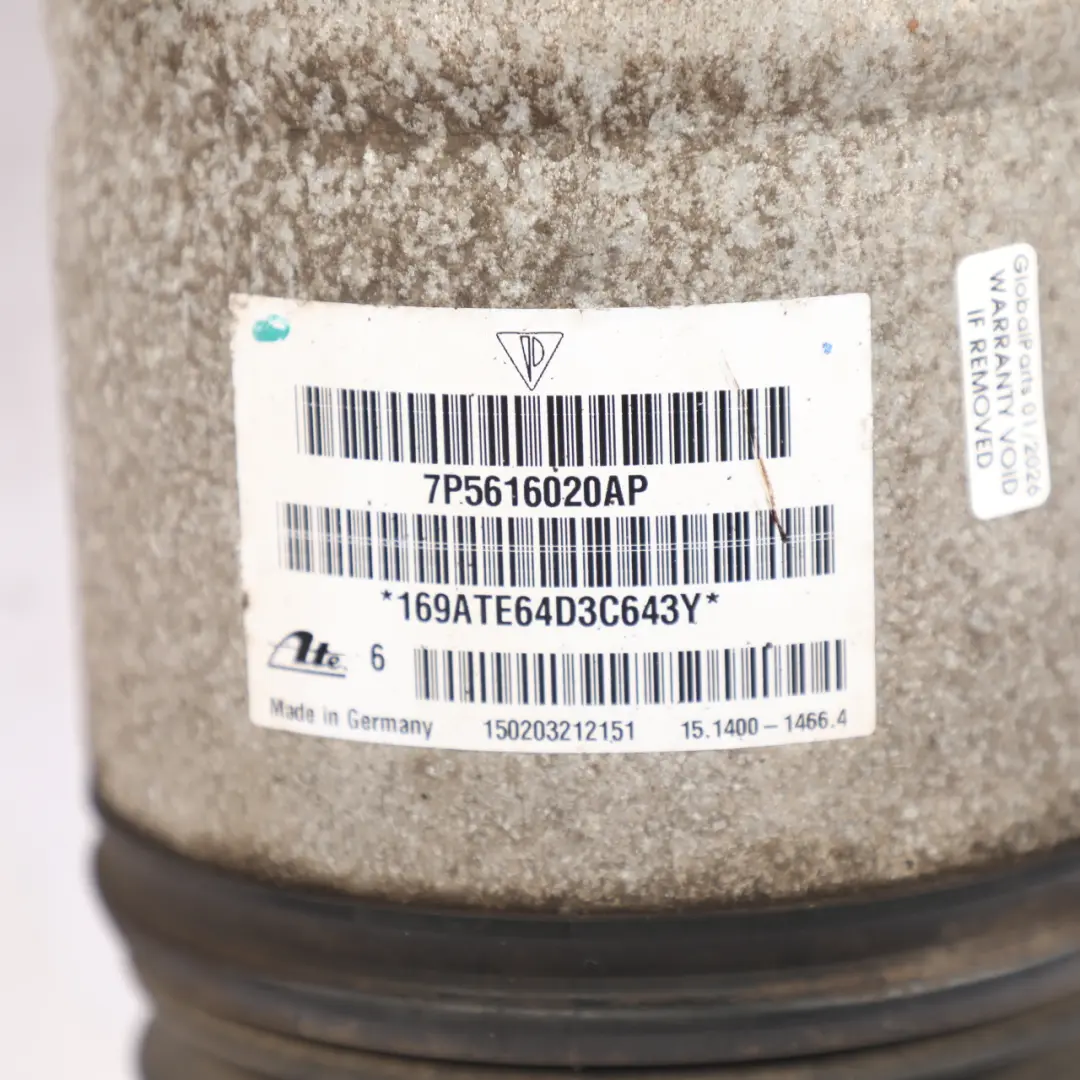 7P5616020AP
*169ATE64D3C643Y*
Ate 6
Made in Germany 150203212151 15.1400-1466.4
GlobalParts 01/2026
WARRANTY VOID
IF REMOVED